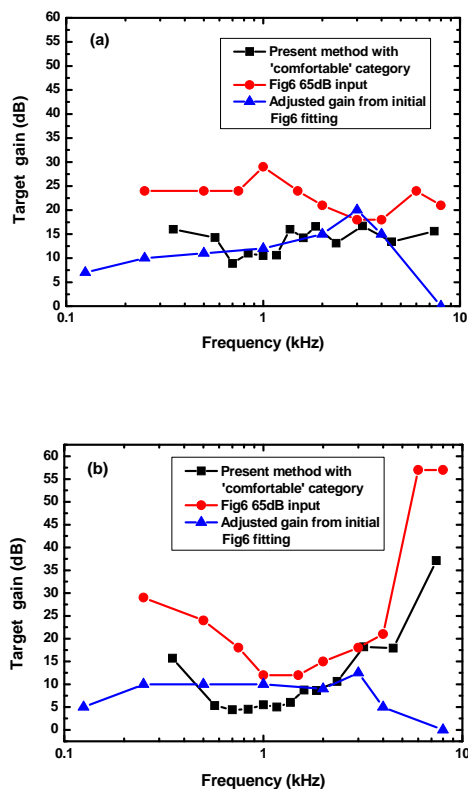 (a)
Present method with
'comfortable' category
Fig6 65dB input
Adjusted gain from initial
Fig6 fitting
Target gain (dB)
60
55
50
45
40
35
30
25
20
15
10
5
0
0.1 1 10
Frequency (kHz)
(b)
Present method with
'comfortable' category
Fig6 65dB input
Adjusted gain from initial
Fig6 fitting
Target gain (dB)
60
55
50
45
40
35
30
25
20
15
10
5
0
0.1 1 10
Frequency (kHz)